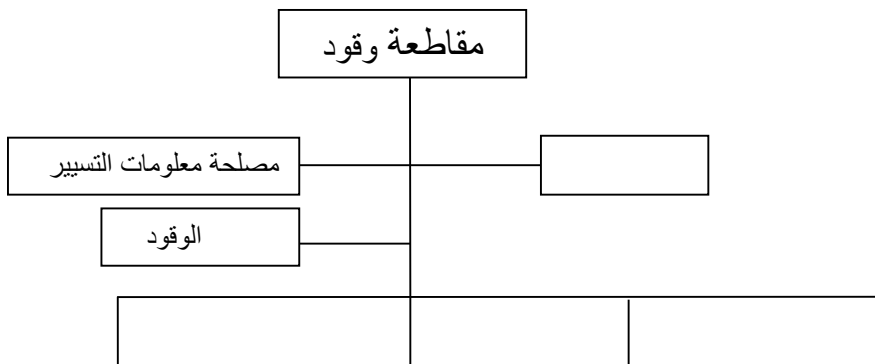 مقاطعة وقود
مصلحة معلومات التسيير
الوقود